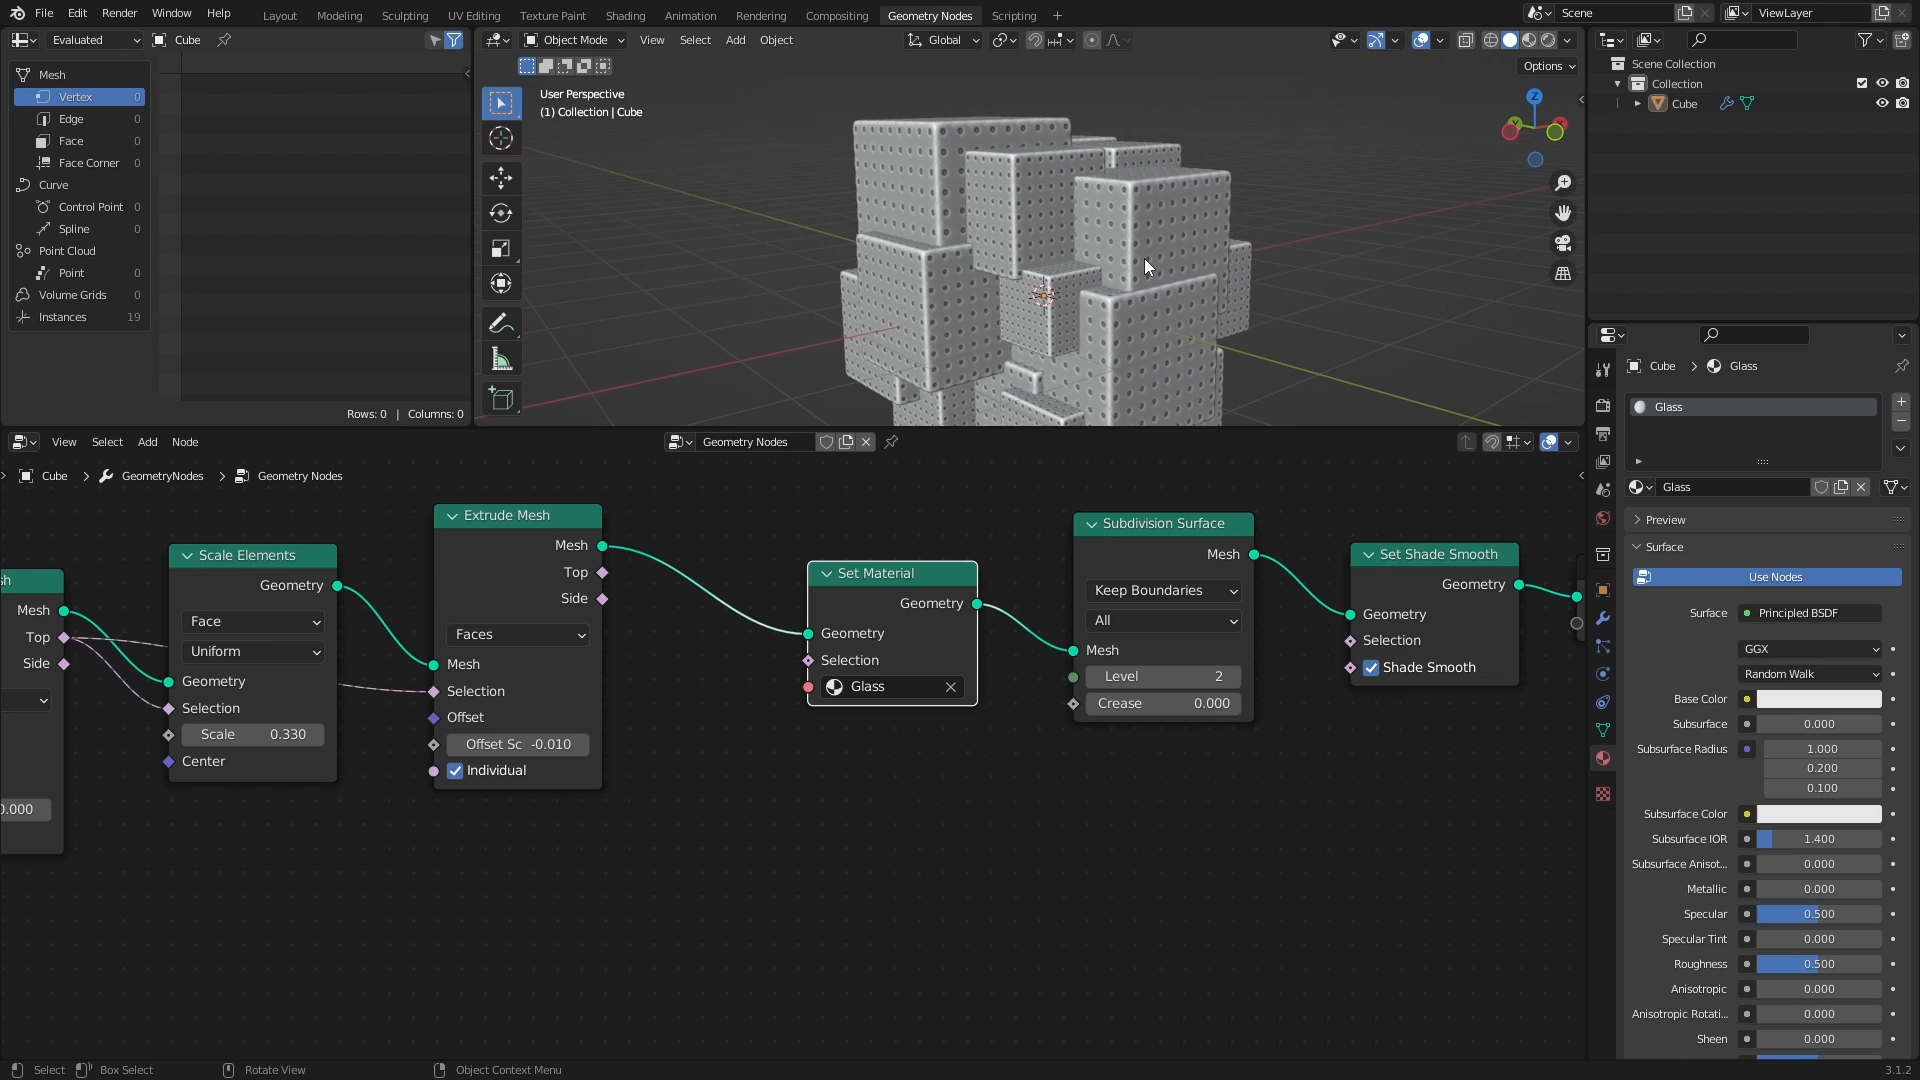 File Edit Render Window Help
Layout Modeling Sculpting UV Editing Texture Paint Shading Animation Rendering Compositing Geometry Nodes Scripting +
Scene
ViewLayer
Evaluated
Cube
Mesh
Vertex 0
Edge 0
Face 0
Face Corner 0
Curve
Control Point 0
Spline 0
Point Cloud
Point 0
Volume Grids 0
Instances 19
Rows: 0 | Columns: 0
Object Mode View Select Add Object
Global
Options
User Perspective
(1) Collection | Cube
Z
Y
Scene Collection
Collection
Cube
View Select Add Node
Geometry Nodes
Cube > GeometryNodes > Geometry Nodes
sh
Mesh
Top
Side
0.000
Scale Elements
Geometry
Face
Uniform
Geometry
Selection
Scale 0.330
Center
Extrude Mesh
Mesh
Top
Side
Faces
Mesh
Selection
Offset
Offset Sc -0.010
Individual
Set Material
Geometry
Geometry
Selection
Glass
Subdivision Surface
Mesh
Keep Boundaries
All
Mesh
Level 2
Crease 0.000
Set Shade Smooth
Geometry
Geometry
Selection
Shade Smooth
Cube > Glass
Glass
Glass
Preview
Surface
Use Nodes
Surface Principled BSDF
GGX
Random Walk
Base Color
Subsurface 0.000
Subsurface Radius 1.000
0.200
0.100
Subsurface Color
Subsurface IOR 1.400
Subsurface Anisot... 0.000
Metallic 0.000
Specular 0.500
Specular Tint 0.000
Roughness 0.500
Anisotropic 0.000
Anisotropic Rotati... 0.000
Sheen 0.000
Select Box Select Rotate View Object Context Menu
3.1.2